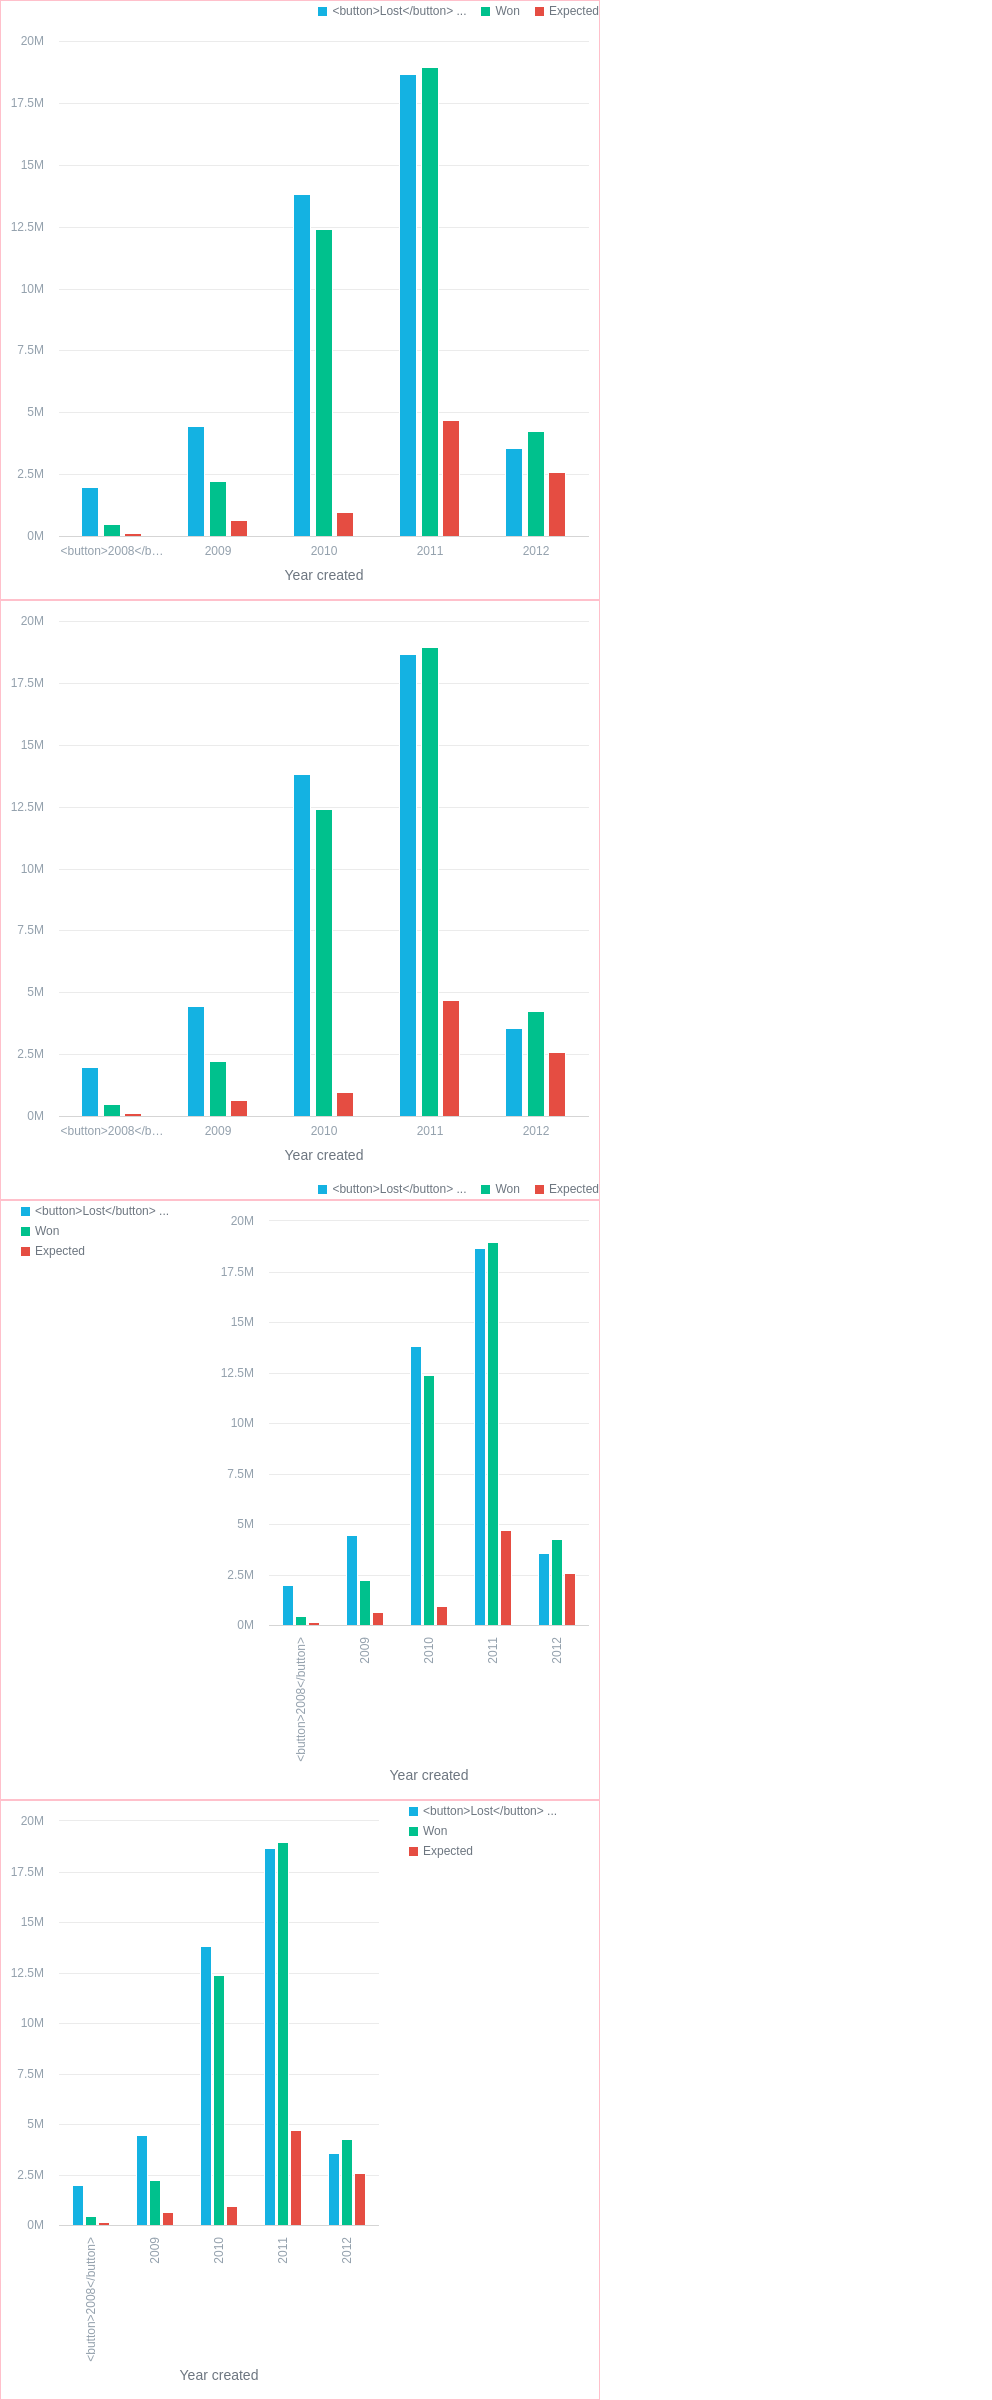 <button>Lost</button> ... Won Expected
20M
17.5M
15M
12.5M
10M
7.5M
5M
2.5M
0M
<button>2008</b… 2009 2010 2011 2012
Year created
20M
17.5M
15M
12.5M
10M
7.5M
5M
2.5M
0M
<button>2008</b… 2009 2010 2011 2012
Year created
<button>Lost</button> ... Won Expected
<button>Lost</button> ...
Won
Expected
20M
17.5M
15M
12.5M
10M
7.5M
5M
2.5M
0M
<button>2008</button> 2009 2010 2011 2012
Year created
<button>Lost</button> ...
Won
Expected
20M
17.5M
15M
12.5M
10M
7.5M
5M
2.5M
0M
<button>2008</button> 2009 2010 2011 2012
Year created